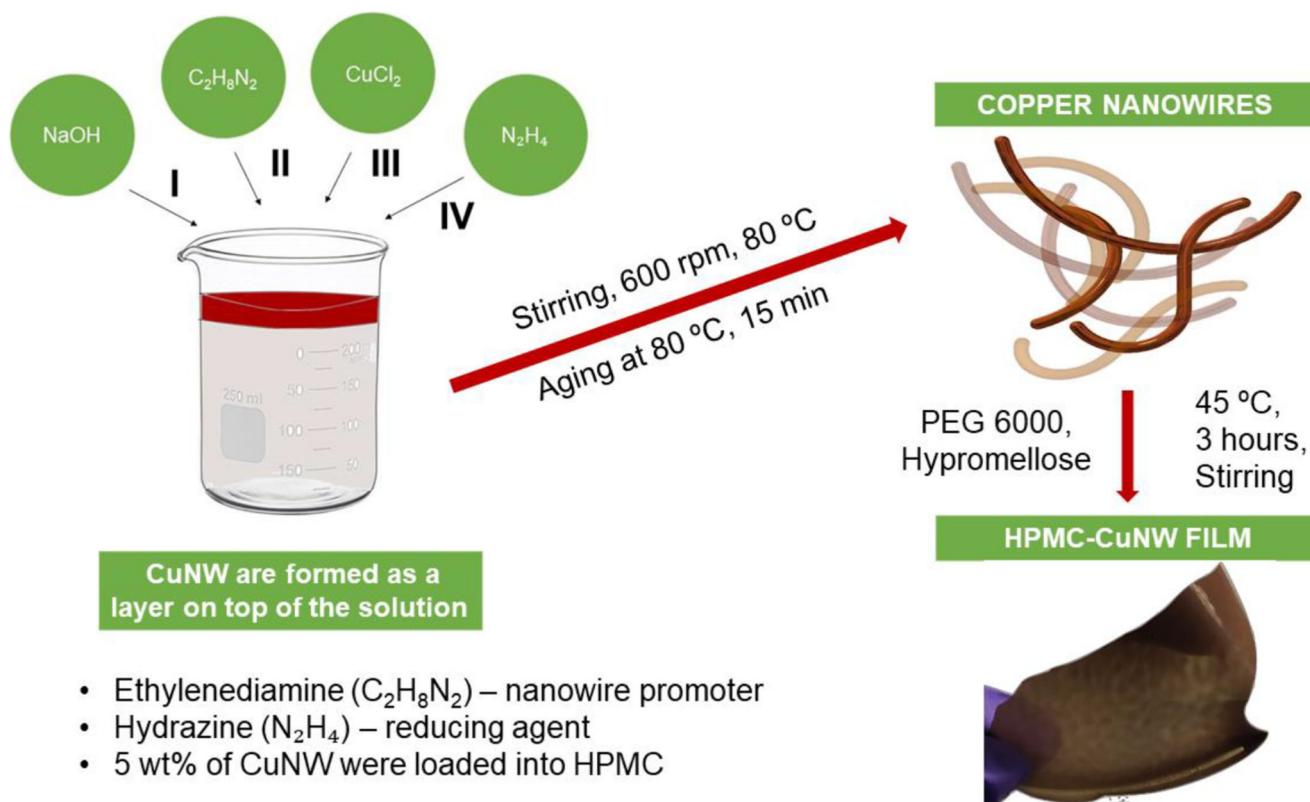 NaOH
C₂H₈N₂
CuCl₂
N₂H₄
I
II
III
IV
0 200
50 150
250 ml
100 100
150 50
Stirring, 600 rpm, 80 ºC
Aging at 80 ºC, 15 min
COPPER NANOWIRES
PEG 6000,
Hypromellose
45 ºC,
3 hours,
Stirring
HPMC-CuNW FILM
CuNW are formed as a
layer on top of the solution
• Ethylenediamine (C₂H₈N₂) – nanowire promoter
• Hydrazine (N₂H₄) – reducing agent
• 5 wt% of CuNW were loaded into HPMC